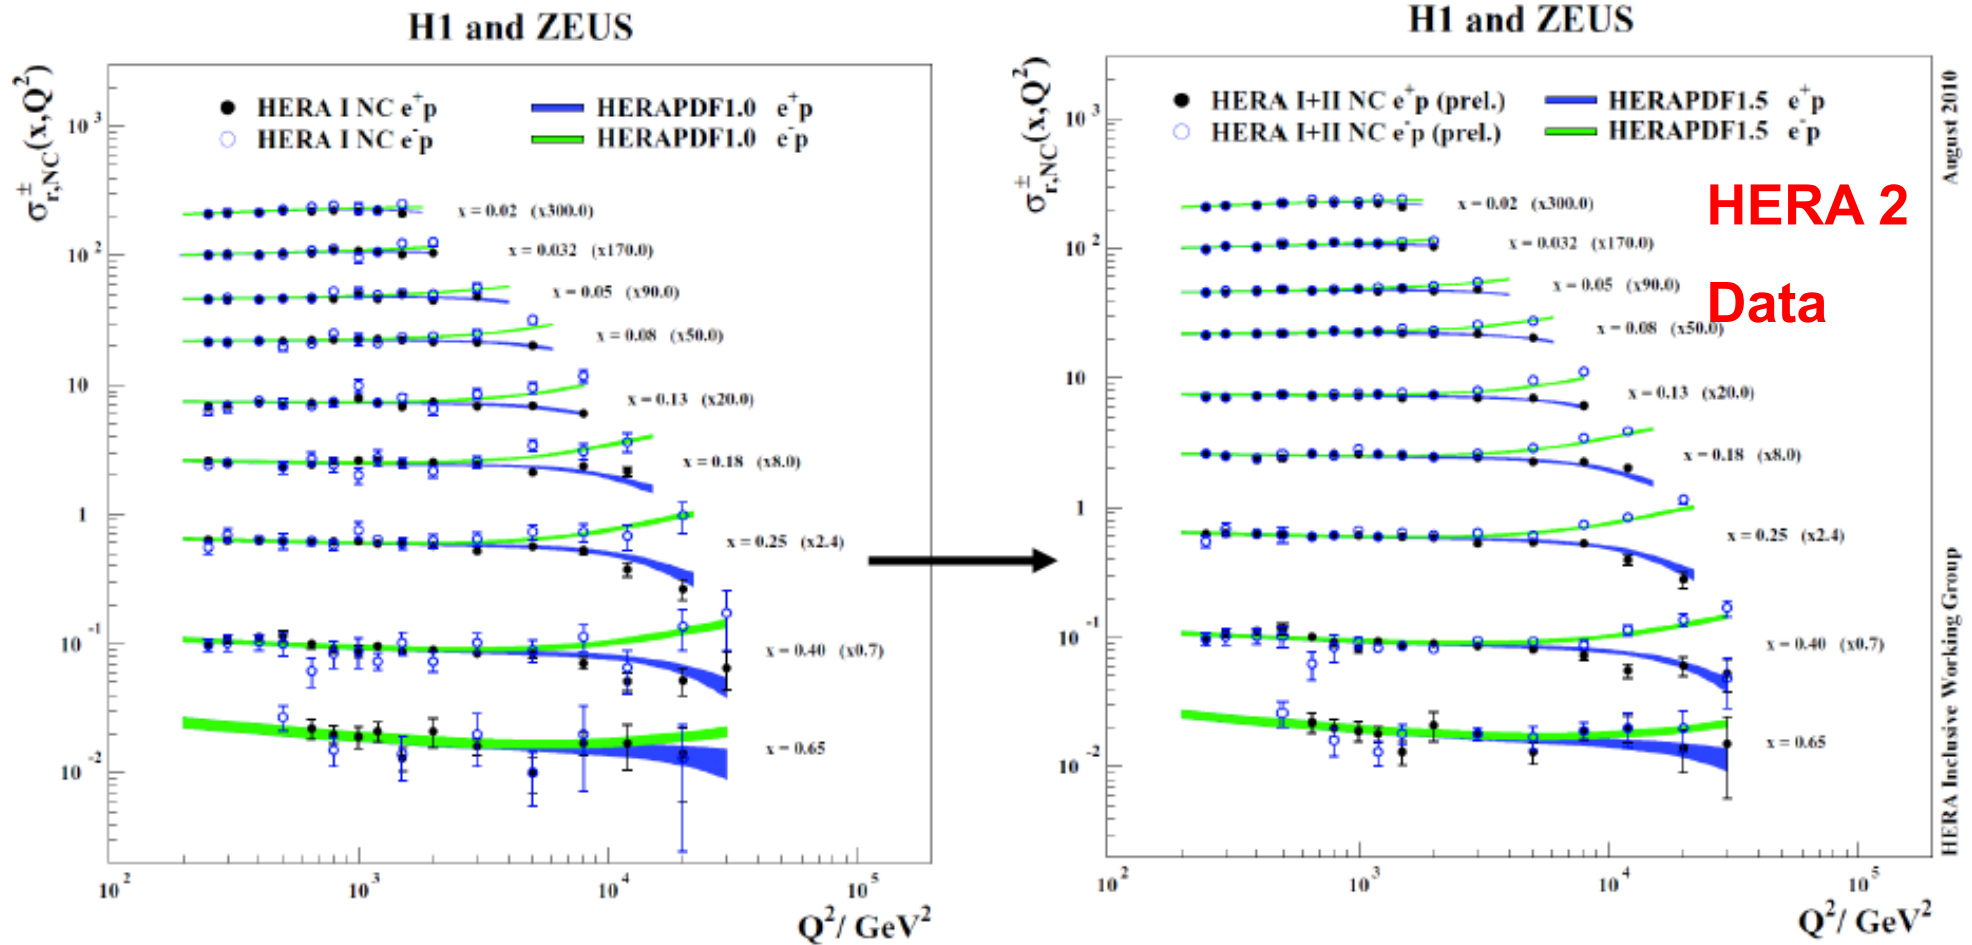 H1 and ZEUS
σ±r,NC(x,Q²)
HERA I NC e⁺p
HERA I NC e⁻p
HERAPDF1.0 e⁺p
HERAPDF1.0 e⁻p
10³
10²
10
1
10⁻¹
10⁻²
x = 0.02 (x300.0)
x = 0.032 (x170.0)
x = 0.05 (x90.0)
x = 0.08 (x50.0)
x = 0.13 (x20.0)
x = 0.18 (x8.0)
x = 0.25 (x2.4)
x = 0.40 (x0.7)
x = 0.65
10²
10³
10⁴
10⁵
Q²/ GeV²
H1 and ZEUS
σ±r,NC(x,Q²)
HERA I+II NC e⁺p (prel.)
HERA I+II NC e⁻p (prel.)
HERAPDF1.5 e⁺p
HERAPDF1.5 e⁻p
10³
10²
10
1
10⁻¹
10⁻²
x = 0.02 (x300.0)
x = 0.032 (x170.0)
x = 0.05 (x90.0)
x = 0.08 (x50.0)
x = 0.13 (x20.0)
x = 0.18 (x8.0)
x = 0.25 (x2.4)
x = 0.40 (x0.7)
x = 0.65
HERA 2
Data
10²
10³
10⁴
10⁵
Q²/ GeV²
August 2010
HERA Inclusive Working Group